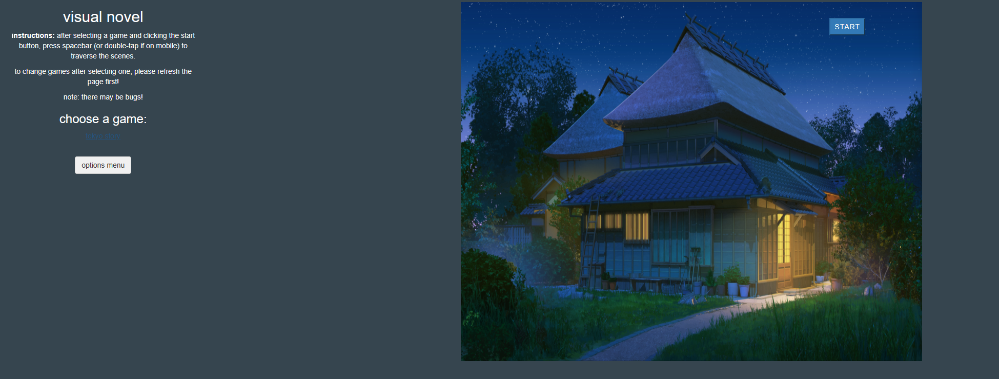 visual novel
instructions: after selecting a game and clicking the start
button, press spacebar (or double-tap if on mobile) to
traverse the scenes.
to change games after selecting one, please refresh the
page first!
note: there may be bugs!
choose a game:
tokyo story
options menu
START